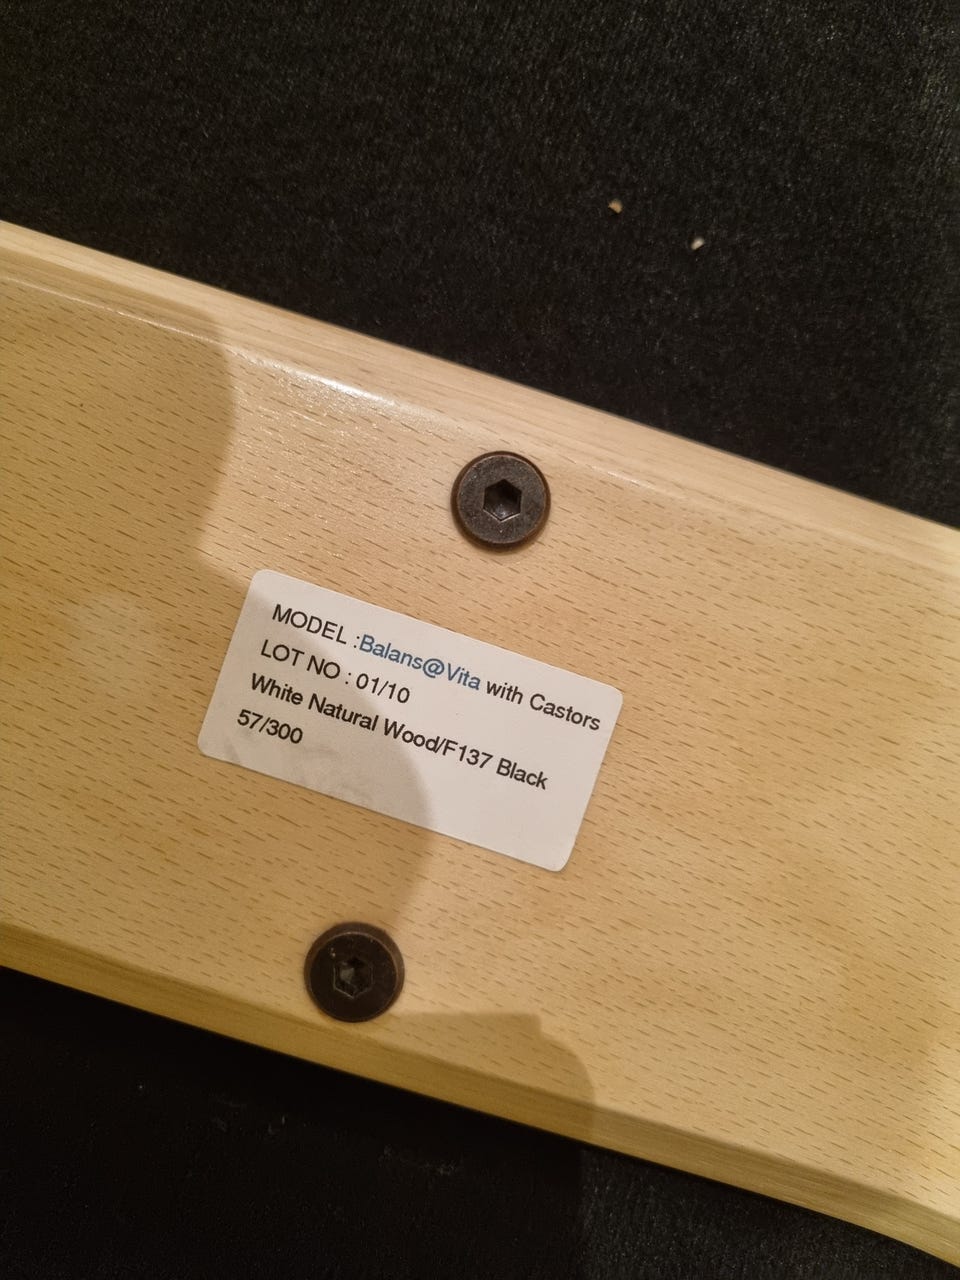 MODEL :Balans@Vita with Castors
LOT NO : 01/10
White Natural Wood/F137 Black
57/300